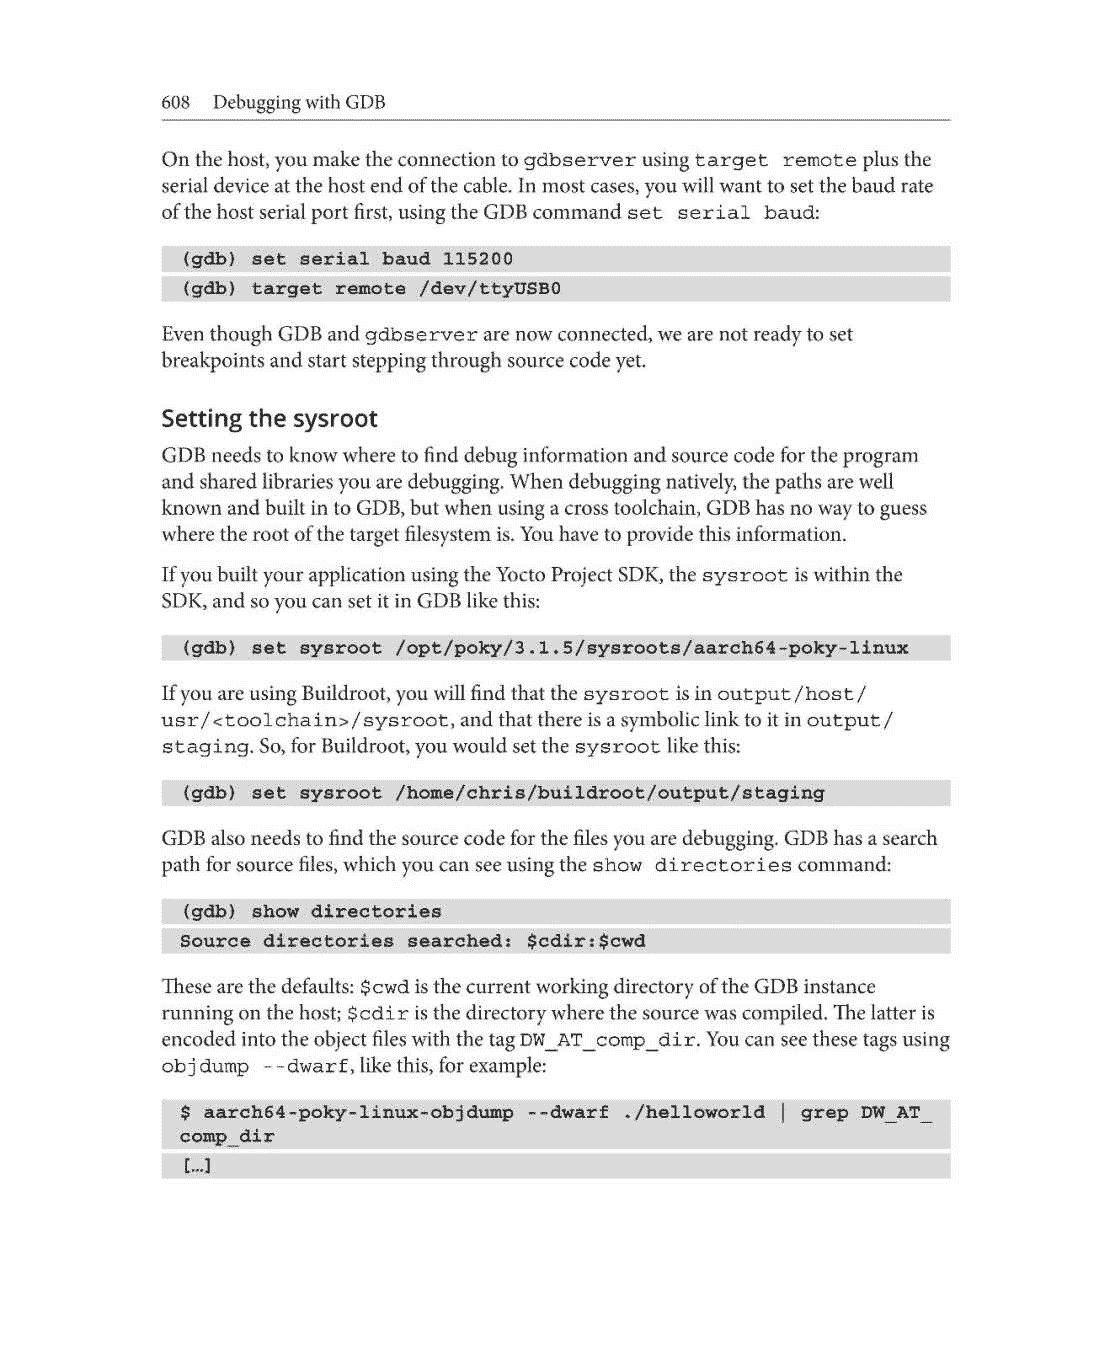 608 Debugging with GDB
On the host, you make the connection to gdbserver using target remote plus the
serial device at the host end of the cable. In most cases, you will want to set the baud rate
of the host serial port first, using the GDB command set serial baud:
(gdb) set serial baud 115200
(gdb) target remote /dev/ttyUSB0
Even though GDB and gdbserver are now connected, we are not ready to set
breakpoints and start stepping through source code yet.
Setting the sysroot
GDB needs to know where to find debug information and source code for the program
and shared libraries you are debugging. When debugging natively, the paths are well
known and built in to GDB, but when using a cross toolchain, GDB has no way to guess
where the root of the target filesystem is. You have to provide this information.
If you built your application using the Yocto Project SDK, the sysroot is within the
SDK, and so you can set it in GDB like this:
(gdb) set sysroot /opt/poky/3.1.5/sysroots/aarch64-poky-linux
If you are using Buildroot, you will find that the sysroot is in output/host/
usr/<toolchain>/sysroot, and that there is a symbolic link to it in output/
staging. So, for Buildroot, you would set the sysroot like this:
(gdb) set sysroot /home/chris/buildroot/output/staging
GDB also needs to find the source code for the files you are debugging. GDB has a search
path for source files, which you can see using the show directories command:
(gdb) show directories
Source directories searched: $cdir:$cwd
These are the defaults: $cwd is the current working directory of the GDB instance
running on the host; $cdir is the directory where the source was compiled. The latter is
encoded into the object files with the tag DW_AT_comp_dir. You can see these tags using
objdump --dwarf, like this, for example:
$ aarch64-poky-linux-objdump --dwarf ./helloworld | grep DW_AT_
comp_dir
[…]